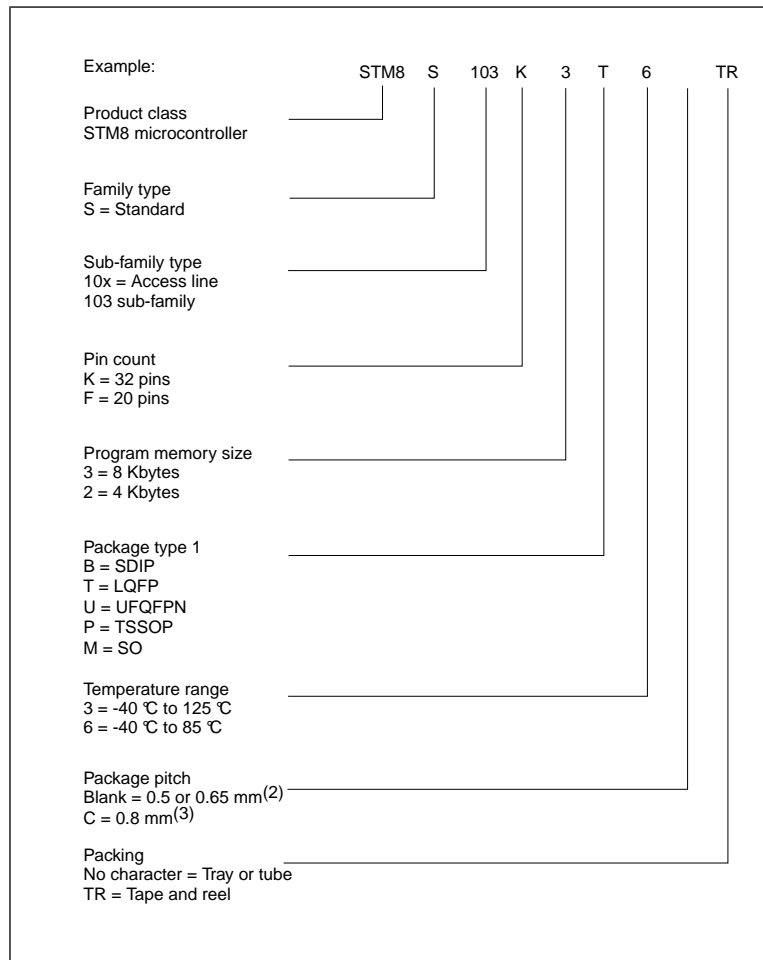 Example: STM8 S 103 K 3 T 6 TR
Product class
STM8 microcontroller
Family type
S = Standard
Sub-family type
10x = Access line
103 sub-family
Pin count
K = 32 pins
F = 20 pins
Program memory size
3 = 8 Kbytes
2 = 4 Kbytes
Package type 1
B = SDIP
T = LQFP
U = UFQFPN
P = TSSOP
M = SO
Temperature range
3 = -40 °C to 125 °C
6 = -40 °C to 85 °C
Package pitch
Blank = 0.5 or 0.65 mm(2)
C = 0.8 mm(3)
Packing
No character = Tray or tube
TR = Tape and reel